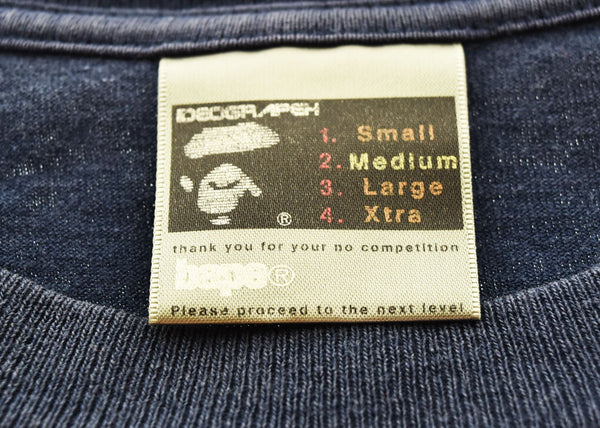 IDEOGRAPEH
1. Small
2. Medium
3. Large
4. Xtra
®
thank you for your no competition
bape®
Please proceed to the next level